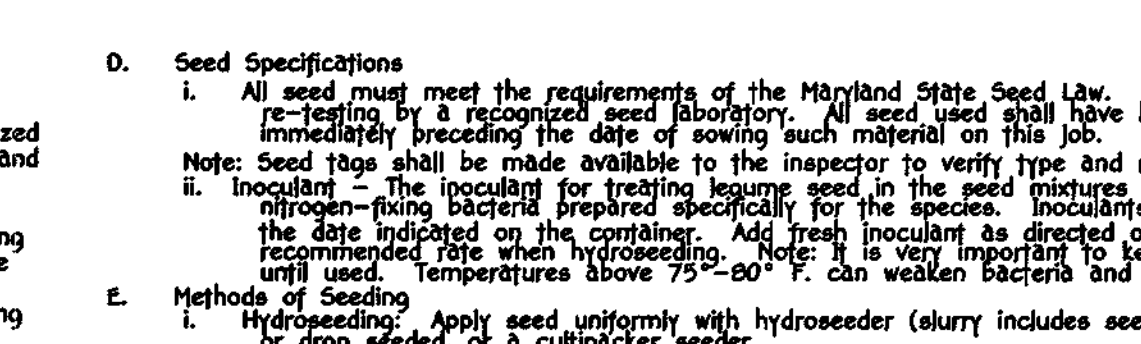 D. Seed Specifications
i. All seed must meet the requirements of the Maryland State Seed Law.
re-testing by a recognized seed laboratory. All seed used shall have
immediately preceding the date of sowing such material on this job.
zed
and
Note: Seed tags shall be made available to the inspector to verify type and
ii. Inoculant - The inoculant for treating legume seed in the seed mixtures
nitrogen-fixing bacteria prepared specifically for the species. Inoculants
the date indicated on the container. Add fresh inoculant as directed
ng
recommended rate when hydroseeding. Note: It is very important to ke
e
until used. Temperatures above 75°-80° F. can weaken bacteria and
E. Methods of Seeding
ng
i. Hydroseeding: Apply seed uniformly with hydroseeder (slurry includes see
or drop seeded, or a cultipacker seeder